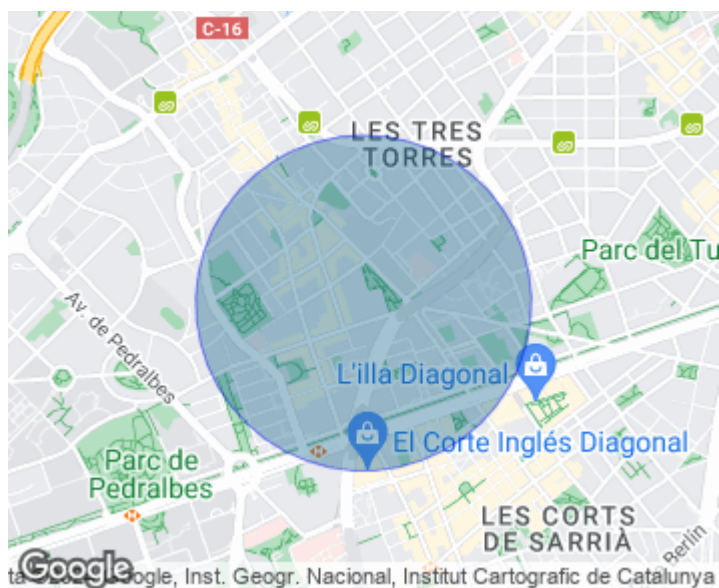 C-16
LES TRES
TORRES
Parc del Tu
Av. de Pedralbes
L'illa Diagonal
El Corte Inglés Diagonal
Parc de
Pedralbes
LES CORTS
DE SARRIÀ
Berlin
Google
ogle, Inst. Geogr. Nacional, Institut Cartogràfic de Catalunya